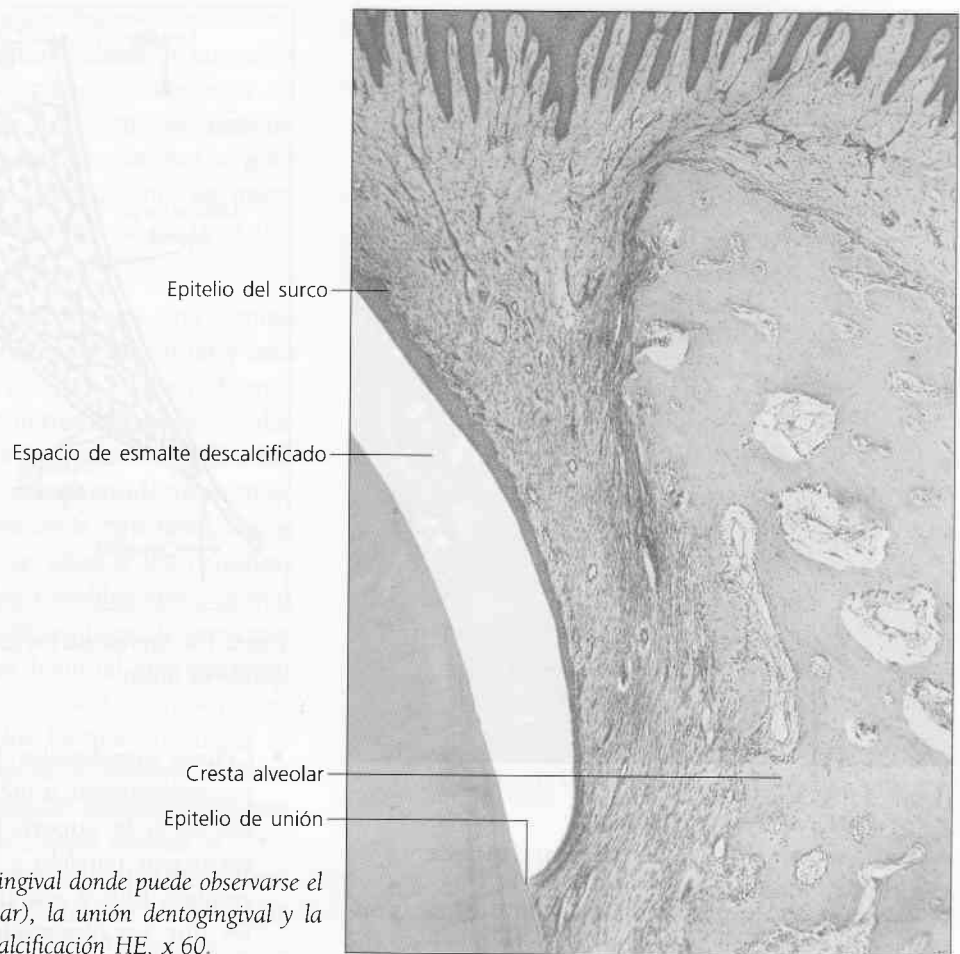 Epitelio del surco
Espacio de esmalte descalcificado
Cresta alveolar
Epitelio de unión
ingival donde puede observarse el
ar), la unión dentogingival y la
alcificación HE, x 60.